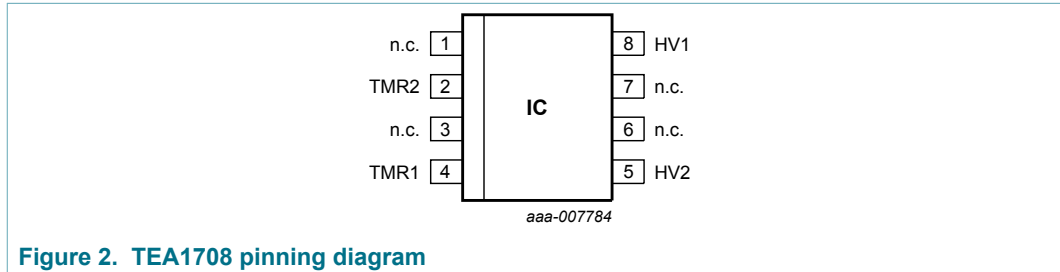 n.c. 1 8 HV1
TMR2 2 7 n.c.
IC
n.c. 3 6 n.c.
TMR1 4 5 HV2
aaa-007784
Figure 2. TEA1708 pinning diagram